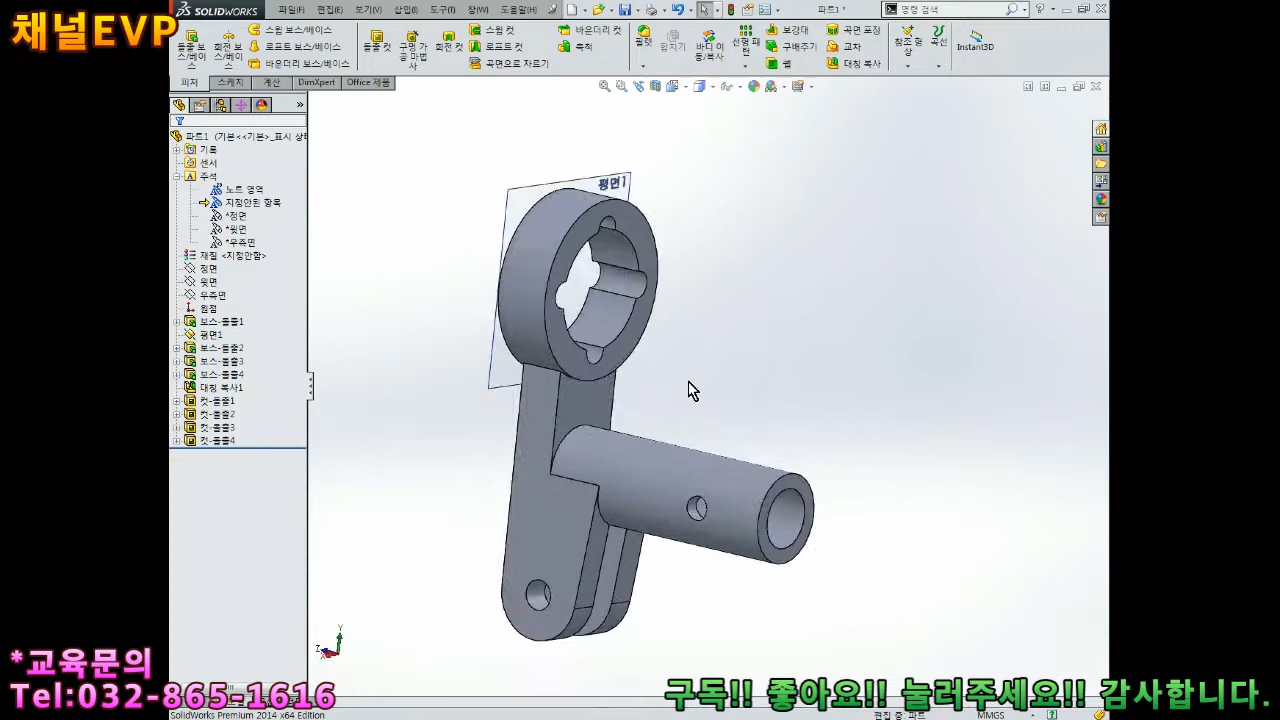 채널EVP
SOLIDWORKS 파일(F) 편집(E) 보기(V) 삽입(I) 도구(T) 창(W) 도움말(H) 파트1 * 명령 검색
돌출 보스/베이스
회전 보스/베이스
스윕 보스/베이스
로프트 보스/베이스
바운더리 보스/베이스
돌출 컷
구멍 가공 마법사
회전 컷
스윕 컷
로프트 컷
곡면으로 자르기
바운더리 컷
필렛
합치기
바디 이동/복사
선형 패턴
보강대
구배주기
쉘
곡면 포장
교차
대칭 복사
참조 형상
곡선
Instant3D
피처 스케치 계산 DimXpert Office 제품
파트1 (기본<<기본>_표시 상태
기록
센서
주석
노트 영역
지정안된 항목
*정면
*윗면
*우측면
재질 <지정안함>
정면
윗면
우측면
원점
보스-돌출1
평면1
보스-돌출2
보스-돌출3
보스-돌출4
대칭 복사1
컷-돌출1
컷-돌출2
컷-돌출3
컷-돌출4
평면1
Y
Z
*교육문의
Tel:032-865-1616
구독!! 좋아요!! 눌러주세요!! 감사합니다.
SolidWorks Premium 2014 x64 Edition 편집 중: 파트 MMGS